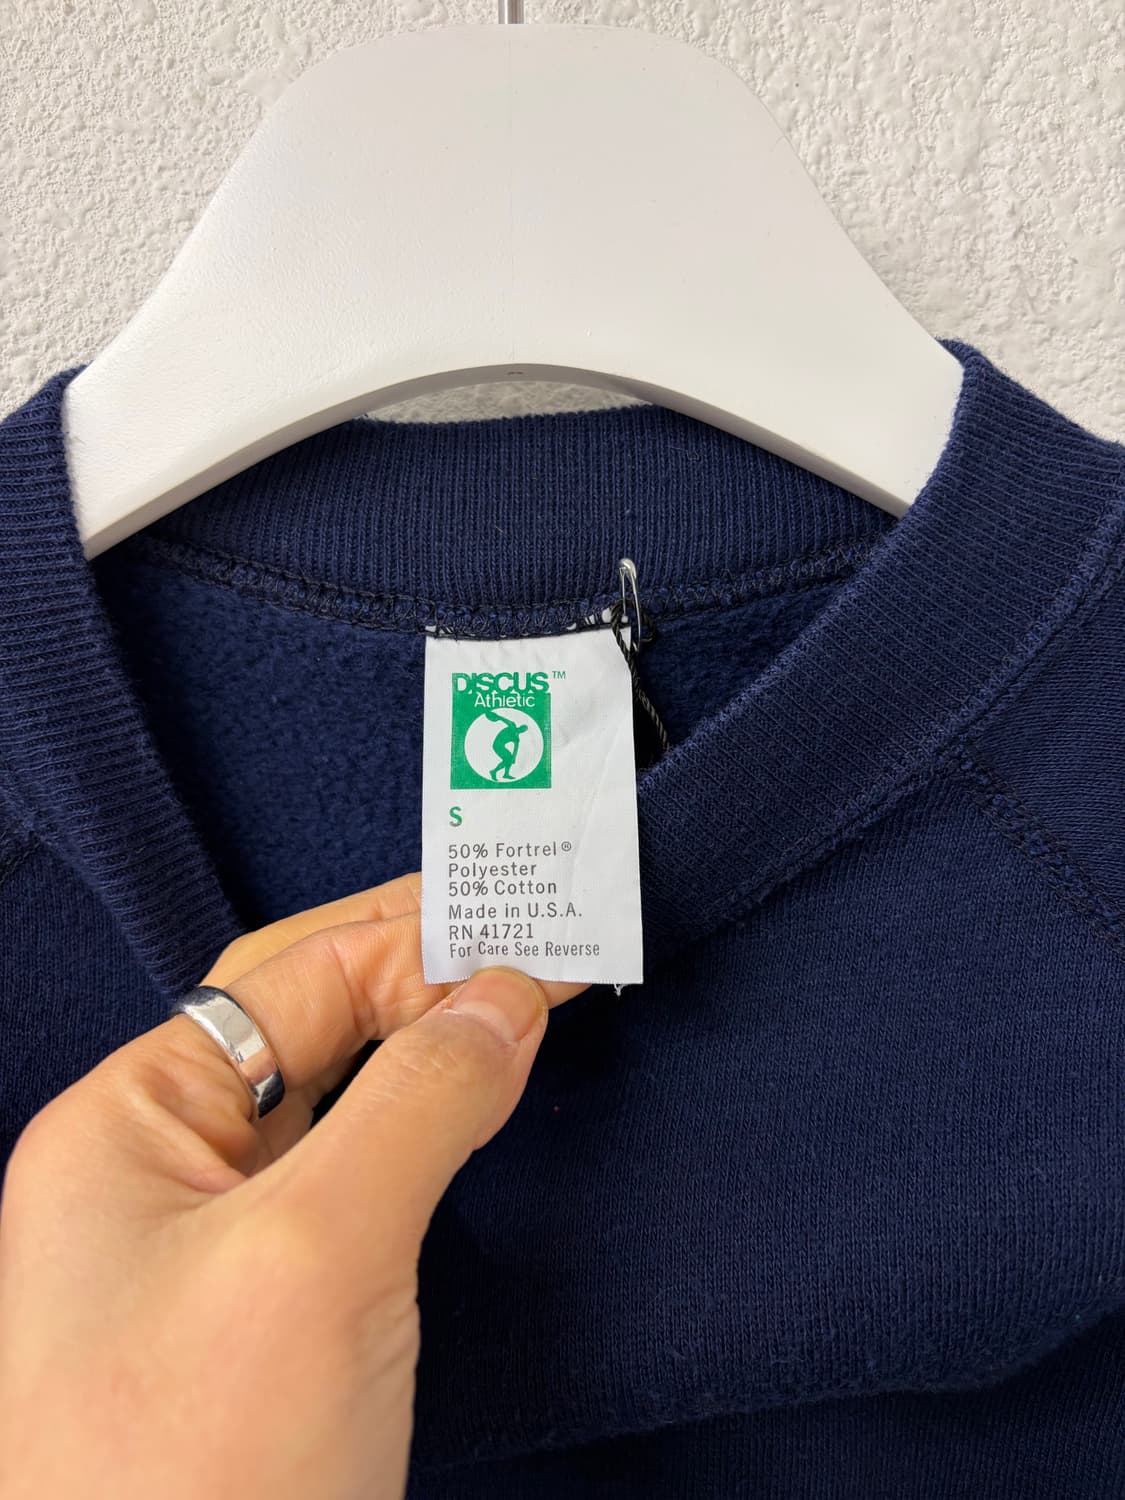 DISCUS™
Athletic
S
50% Fortrel®
Polyester
50% Cotton
Made in U.S.A.
RN 41721
For Care See Reverse